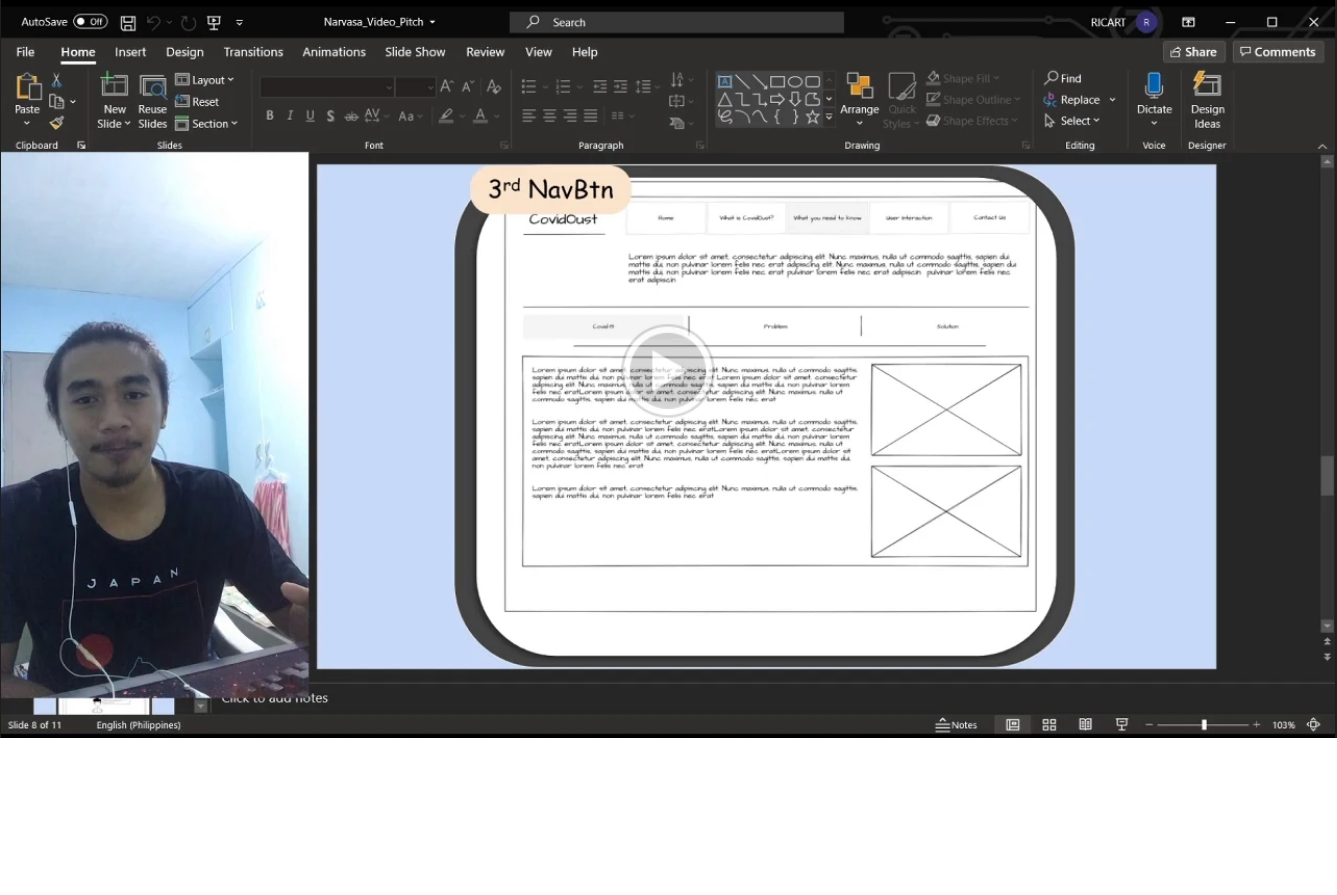 AutoSave Off Narvasa_Video_Pitch Search RICART R
File Home Insert Design Transitions Animations Slide Show Review View Help Share Comments
Paste New Slide Reuse Slides Layout Reset Section
B I U S ab AV Aa A
Arrange Quick Styles Shape Fill Shape Outline Shape Effects
Find Replace Select Dictate Design Ideas
Clipboard Slides Font Paragraph Drawing Editing Voice Designer
3rd NavBtn
CovidOust Home What is CovidOust? What you need to know User Interaction Contact Us
Lorem ipsum dolor sit amet, consectetur adipiscing elit. Nunc maximus, nulla ut commodo sagittis, sapien dui
mattis dui, non pulvinar lorem felis nec erat adipiscing elit. Nunc maximus, nulla ut commodo sagittis, sapien dui
mattis dui, non pulvinar lorem felis nec erat pulvinar lorem felis nec erat adipiscin pulvinar lorem felis nec
erat adipiscin
Covid-19 Problem Solution
Lorem ipsum dolor sit amet, consectetur adipiscing elit. Nunc maximus, nulla ut commodo sagittis,
sapien dui mattis dui, non pulvinar lorem felis nec erat Lorem ipsum dolor sit amet, consectetur
adipiscing elit. Nunc maximus, nulla ut commodo sagittis, sapien dui mattis dui, non pulvinar lorem
felis nec eratLorem ipsum dolor sit amet, consectetur adipiscing elit. Nunc maximus, nulla ut
commodo sagittis, sapien dui mattis dui, non pulvinar lorem felis nec erat
Lorem ipsum dolor sit amet, consectetur adipiscing elit. Nunc maximus, nulla ut commodo sagittis,
sapien dui mattis dui, non pulvinar lorem felis nec eratLorem ipsum dolor sit amet, consectetur
adipiscing elit. Nunc maximus, nulla ut commodo sagittis, sapien dui mattis dui, non pulvinar lorem
felis nec eratLorem ipsum dolor sit amet, consectetur adipiscing elit. Nunc maximus, nulla ut
commodo sagittis, sapien dui mattis dui, non pulvinar lorem felis nec eratLorem ipsum dolor sit
amet, consectetur adipiscing elit. Nunc maximus, nulla ut commodo sagittis, sapien dui mattis dui,
non pulvinar lorem felis nec erat
Lorem ipsum dolor sit amet, consectetur adipiscing elit. Nunc maximus, nulla ut commodo sagittis,
sapien dui mattis dui, non pulvinar lorem felis nec erat
JAPAN
Click to add notes
Slide 8 of 11 English (Philippines) Notes 103%